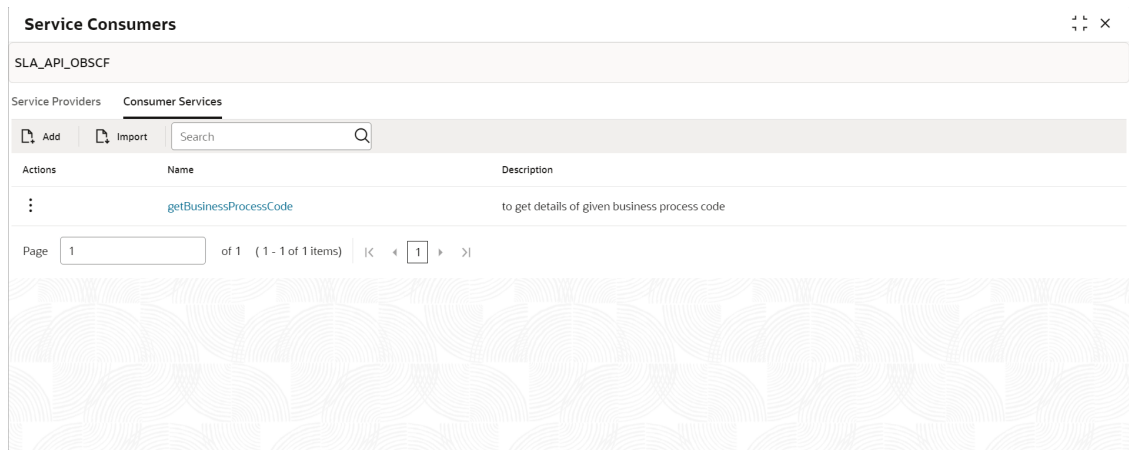 Service Consumers
SLA_API_OBSCF
Service Providers Consumer Services
Add Import Search
Actions Name Description
getBusinessProcessCode to get details of given business process code
Page 1 of 1 ( 1 - 1 of 1 items) 1